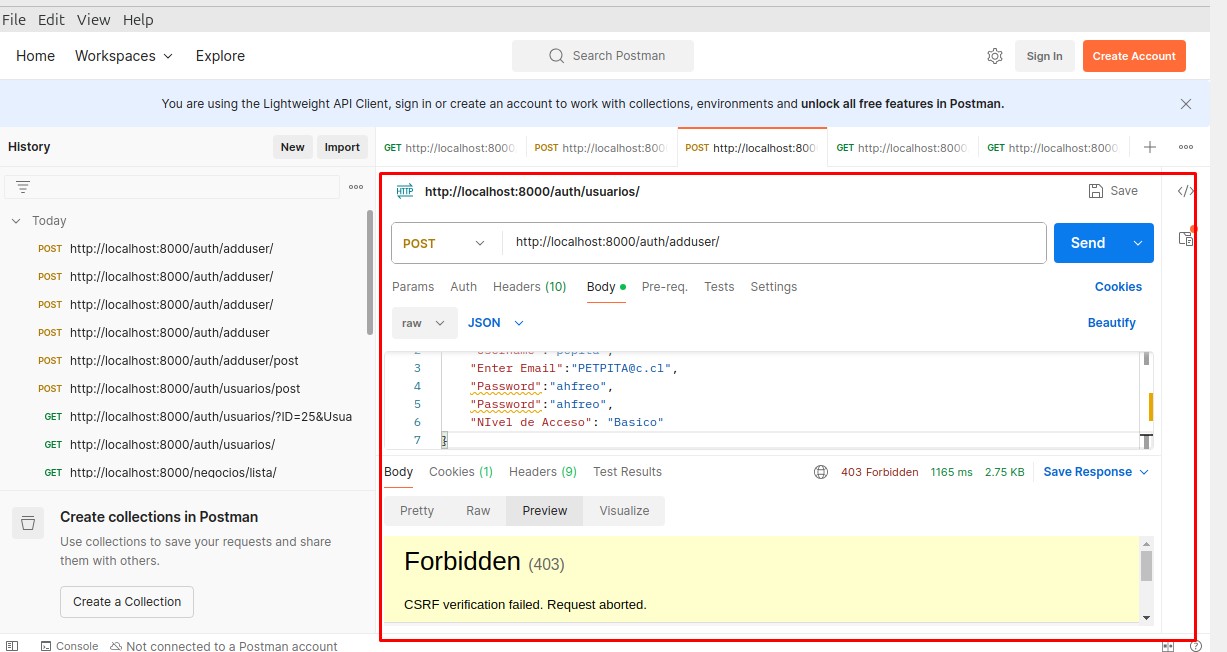 File Edit View Help
Home Workspaces Explore Search Postman Sign In Create Account
You are using the Lightweight API Client, sign in or create an account to work with collections, environments and unlock all free features in Postman.
History New Import
GET http://localhost:8000 POST http://localhost:800 POST http://localhost:800 GET http://localhost:8000 GET http://localhost:8000
Today
POST http://localhost:8000/auth/adduser/
POST http://localhost:8000/auth/adduser/
POST http://localhost:8000/auth/adduser/
POST http://localhost:8000/auth/adduser
POST http://localhost:8000/auth/adduser/post
POST http://localhost:8000/auth/usuarios/post
GET http://localhost:8000/auth/usuarios/?ID=25&Usua
GET http://localhost:8000/auth/usuarios/
GET http://localhost:8000/negocios/lista/
Create collections in Postman
Use collections to save your requests and share
them with others.
Create a Collection
HTTP http://localhost:8000/auth/usuarios/ Save </>
POST http://localhost:8000/auth/adduser/ Send
Params Auth Headers (10) Body Pre-req. Tests Settings Cookies
raw JSON Beautify
3 "Enter Email":"PETPITA@c.cl",
4 "Password":"ahfreo",
5 "Password":"ahfreo",
6 "NIvel de Acceso": "Basico"
7 }
Body Cookies (1) Headers (9) Test Results 403 Forbidden 1165 ms 2.75 KB Save Response
Pretty Raw Preview Visualize
Forbidden (403)
CSRF verification failed. Request aborted.
Console Not connected to a Postman account